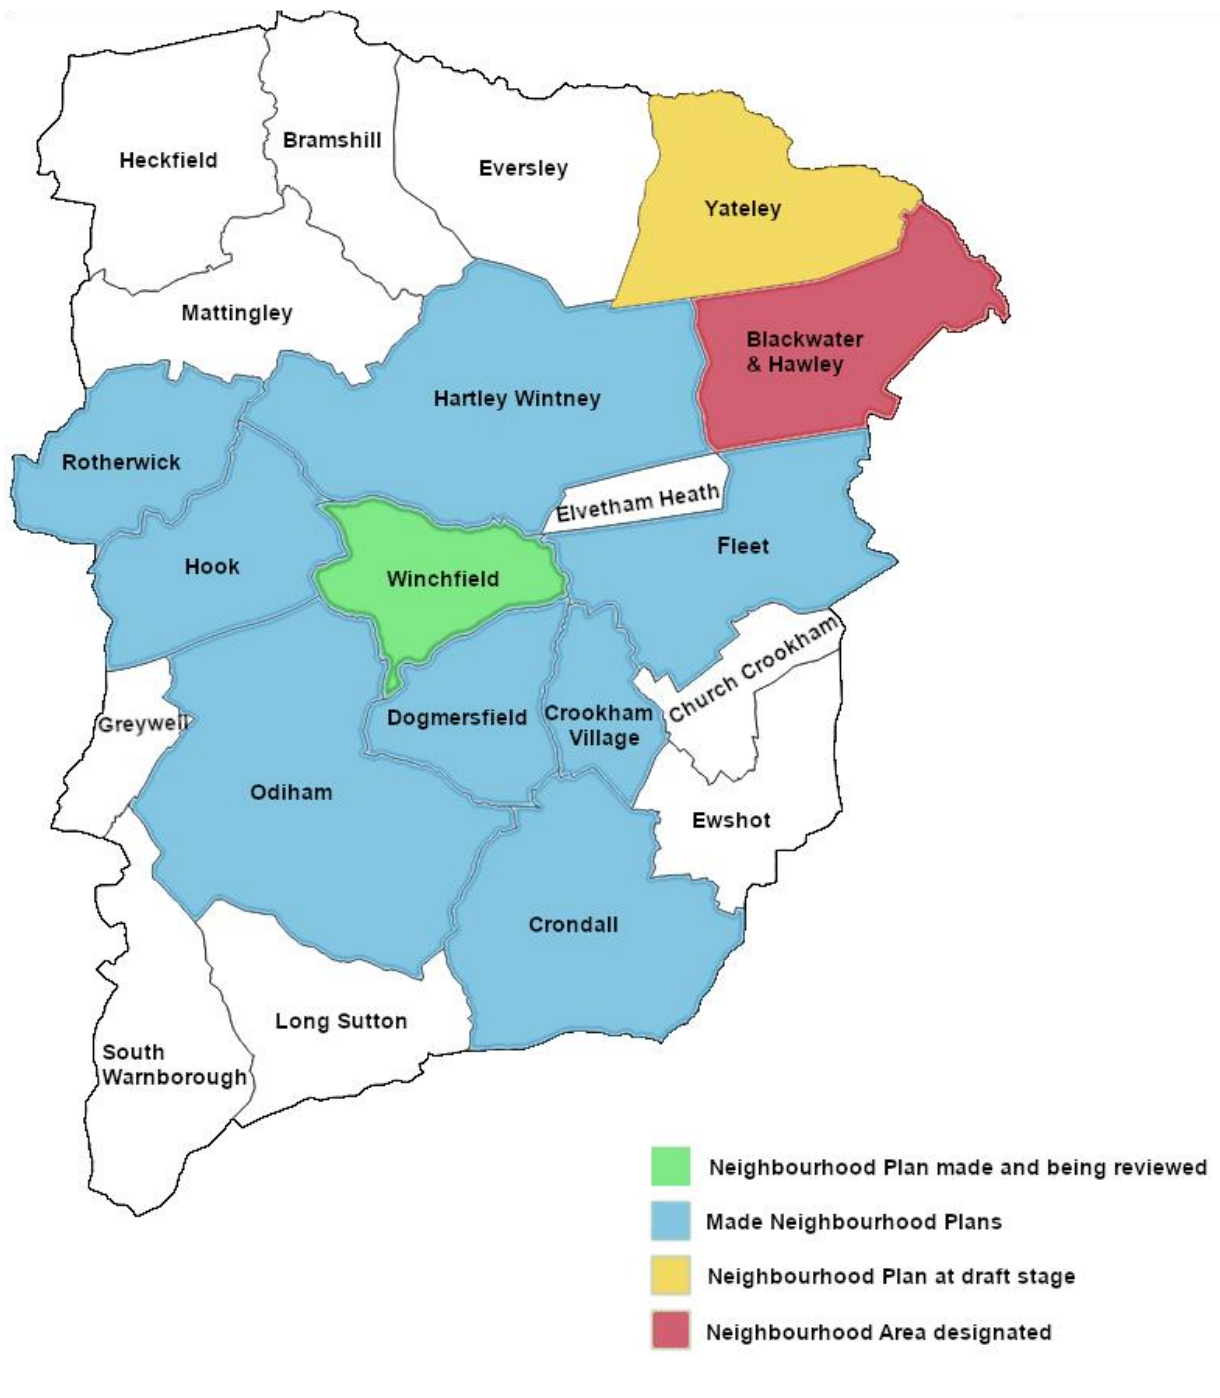 Bramshill
Heckfield
Eversley
Yateley
Mattingley
Blackwater
& Hawley
Hartley Wintney
Rotherwick
Elvetham Heath
Fleet
Hook
Winchfield
Church Crookham
Greywell
Dogmersfield
Crookham
Village
Odiham
Ewshot
Crondall
Long Sutton
South
Warnborough
Neighbourhood Plan made and being reviewed
Made Neighbourhood Plans
Neighbourhood Plan at draft stage
Neighbourhood Area designated